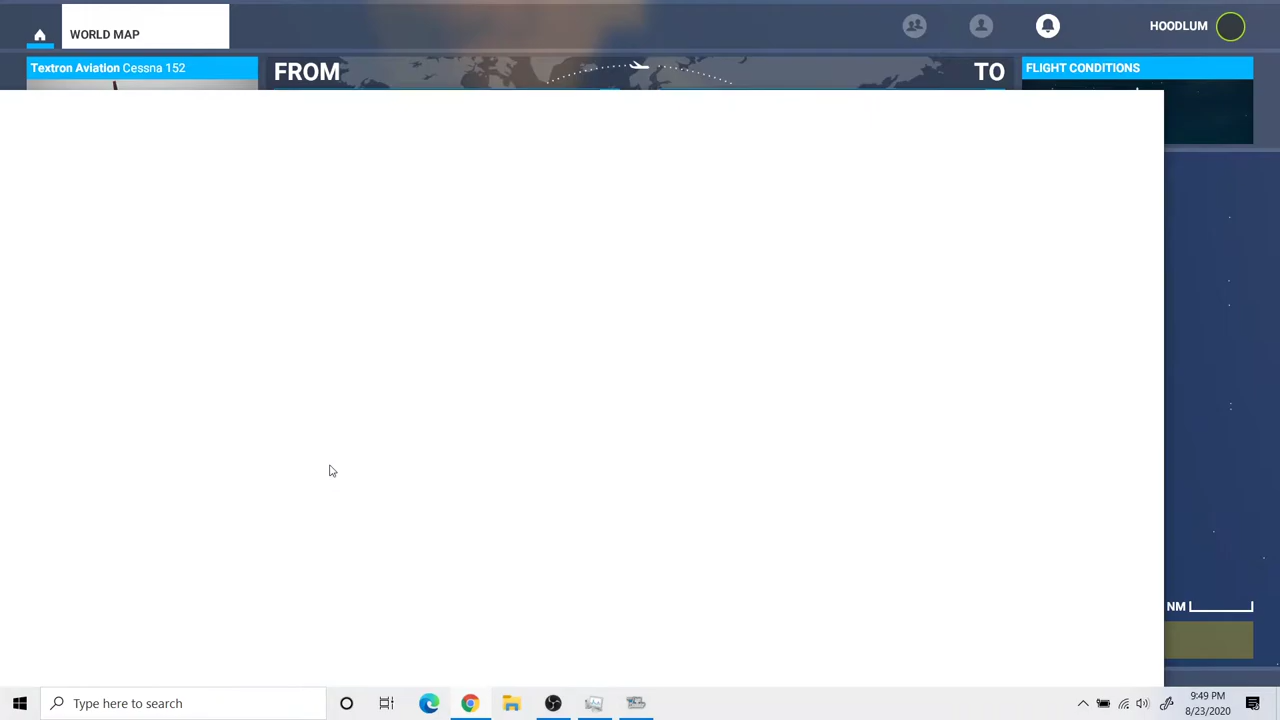 WORLD MAP
HOODLUM
Textron Aviation Cessna 152
FROM
TO
FLIGHT CONDITIONS
NM
Type here to search
9:49 PM
8/23/2020